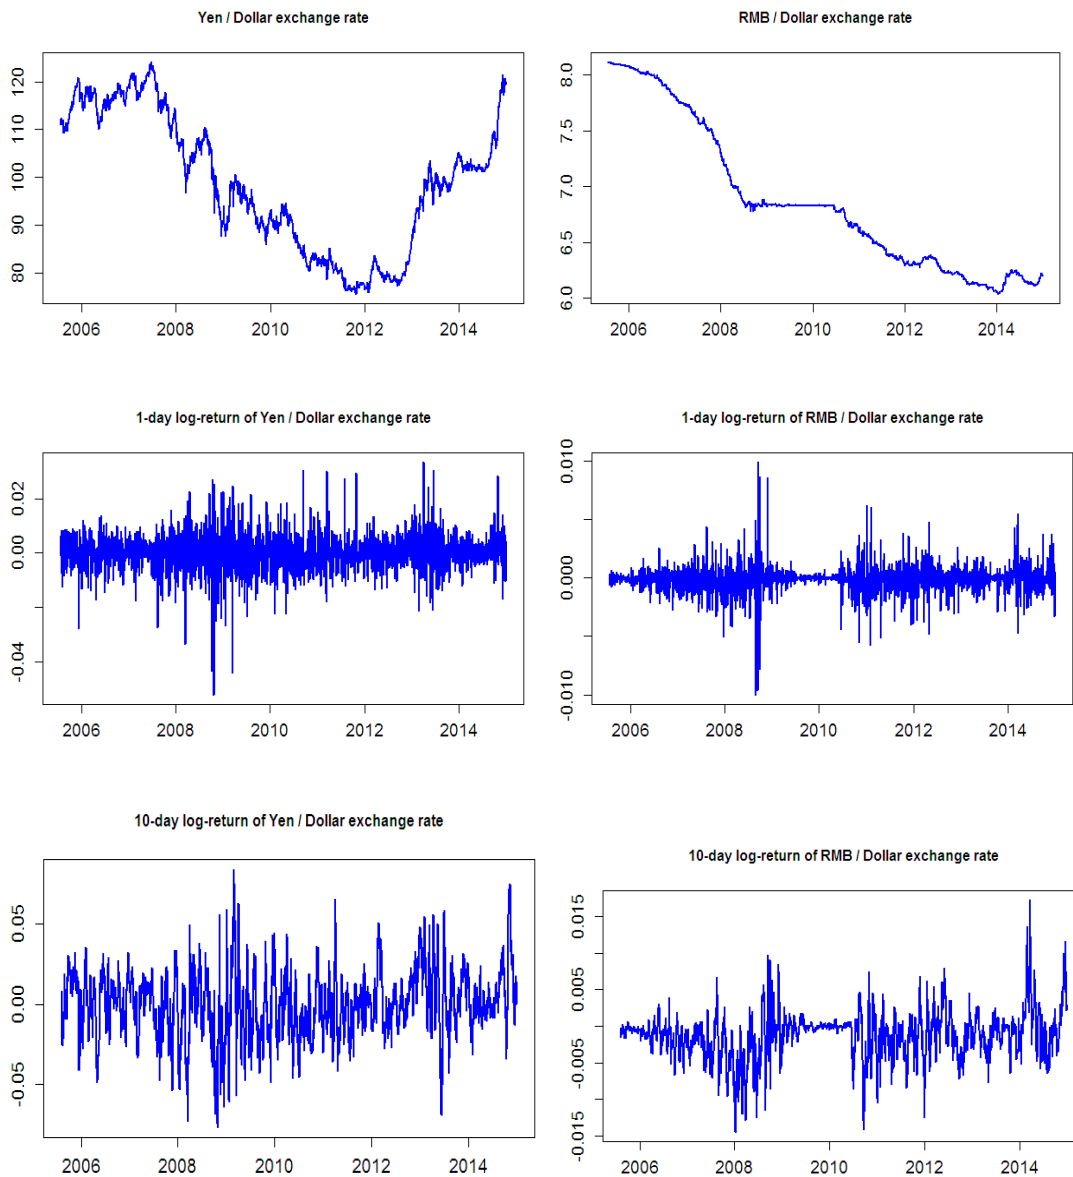 Yen / Dollar exchange rate
120
110
100
90
80
2006 2008 2010 2012 2014
RMB / Dollar exchange rate
8.0
7.5
7.0
6.5
6.0
2006 2008 2010 2012 2014
1-day log-return of Yen / Dollar exchange rate
0.02
0.00
-0.04
2006 2008 2010 2012 2014
1-day log-return of RMB / Dollar exchange rate
0.010
0.000
-0.010
2006 2008 2010 2012 2014
10-day log-return of Yen / Dollar exchange rate
0.05
0.00
-0.05
2006 2008 2010 2012 2014
10-day log-return of RMB / Dollar exchange rate
0.015
0.005
-0.005
-0.015
2006 2008 2010 2012 2014